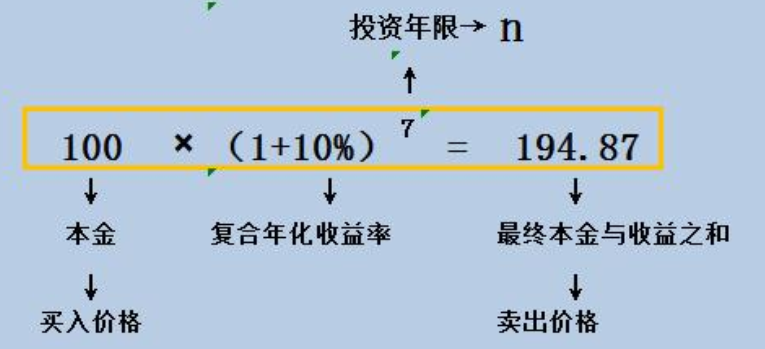 投资年限→ n
↑
100 × （1+10%）7 = 194.87
↓ ↓ ↓
本金 复合年化收益率 最终本金与收益之和
↓ ↓
买入价格 卖出价格